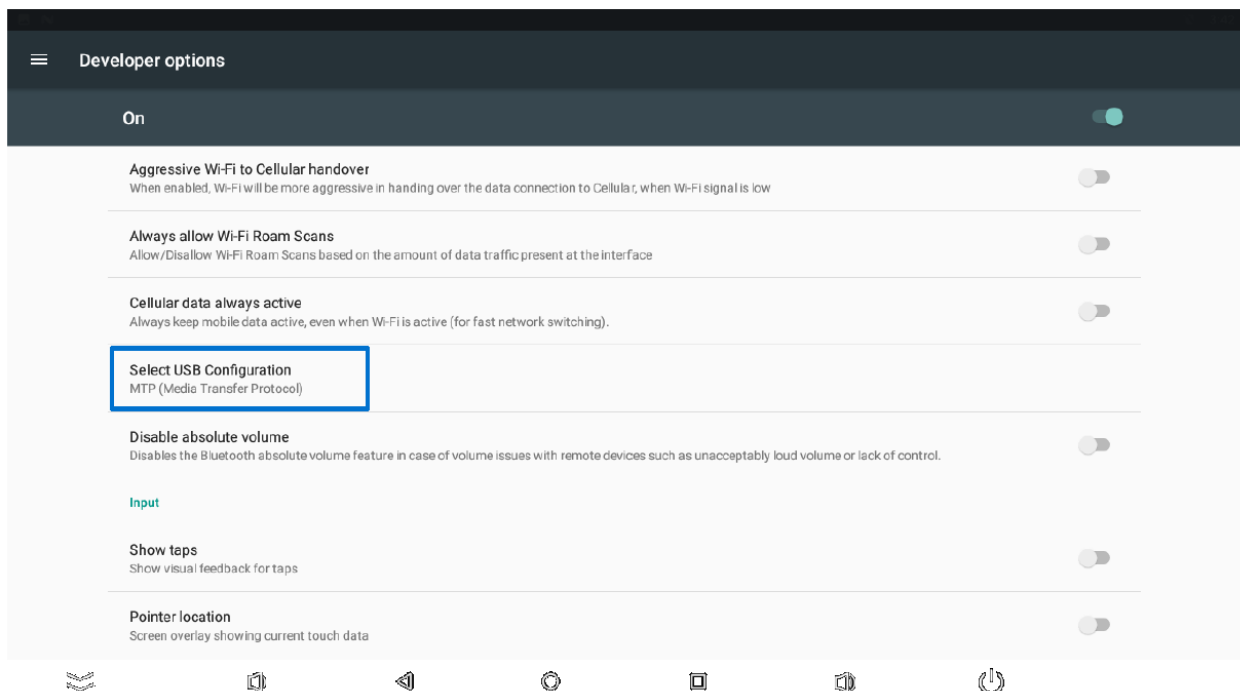 Developer options
On
Aggressive Wi-Fi to Cellular handover
When enabled, Wi-Fi will be more aggressive in handing over the data connection to Cellular, when Wi-Fi signal is low
Always allow Wi-Fi Roam Scans
Allow/Disallow Wi-Fi Roam Scans based on the amount of data traffic present at the interface
Cellular data always active
Always keep mobile data active, even when Wi-Fi is active (for fast network switching).
Select USB Configuration
MTP (Media Transfer Protocol)
Disable absolute volume
Disables the Bluetooth absolute volume feature in case of volume issues with remote devices such as unacceptably loud volume or lack of control.
Input
Show taps
Show visual feedback for taps
Pointer location
Screen overlay showing current touch data